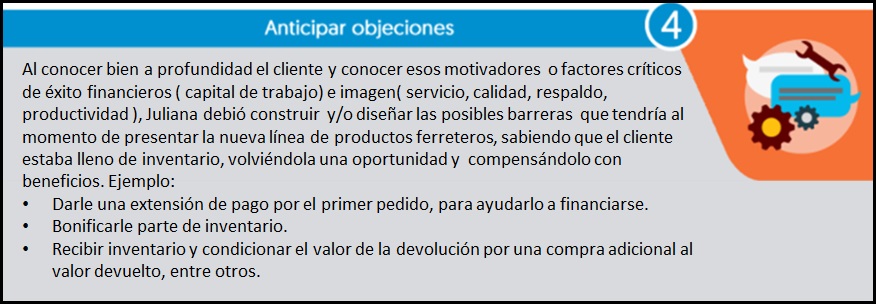 Anticipar objeciones
4
Al conocer bien a profundidad el cliente y conocer esos motivadores o factores críticos
de éxito financieros ( capital de trabajo) e imagen( servicio, calidad, respaldo,
productividad ), Juliana debió construir y/o diseñar las posibles barreras que tendría al
momento de presentar la nueva línea de productos ferreteros, sabiendo que el cliente
estaba lleno de inventario, volviéndola una oportunidad y compensándolo con
beneficios. Ejemplo:
• Darle una extensión de pago por el primer pedido, para ayudarlo a financiarse.
• Bonificarle parte de inventario.
• Recibir inventario y condicionar el valor de la devolución por una compra adicional al
valor devuelto, entre otros.